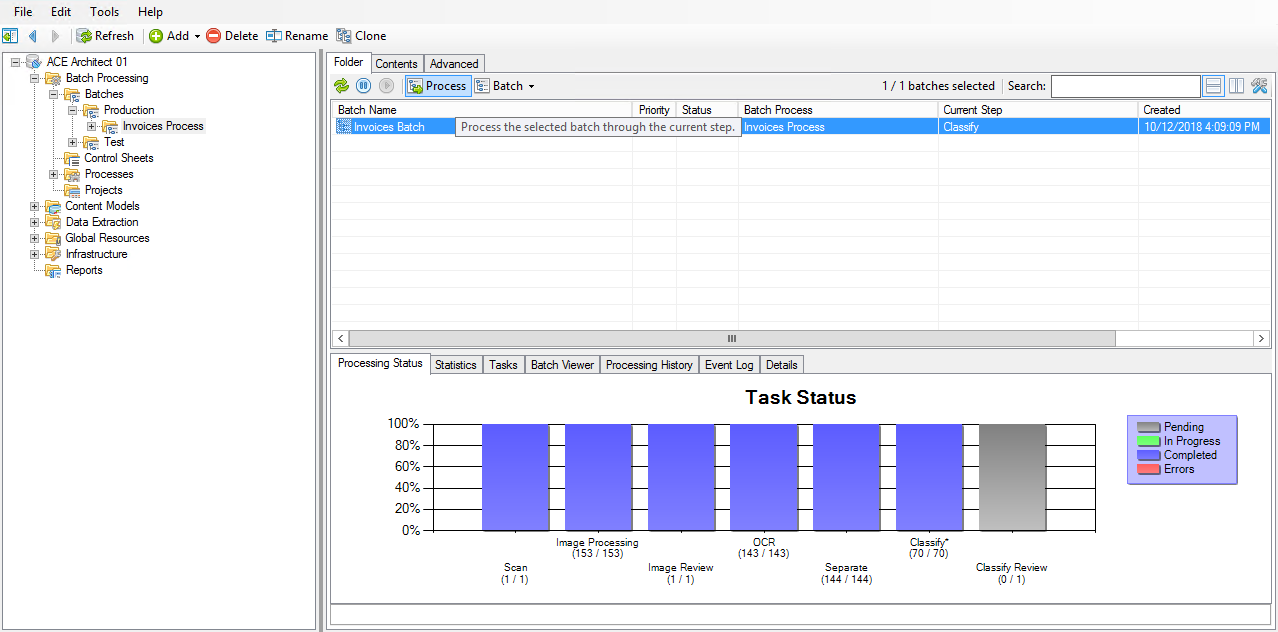 File Edit Tools Help
Refresh Add Delete Rename Clone
ACE Architect 01
Batch Processing
Batches
Production
Invoices Process
Test
Control Sheets
Processes
Projects
Content Models
Data Extraction
Global Resources
Infrastructure
Reports
Folder Contents Advanced
Process Batch 1 / 1 batches selected Search:
Batch Name Priority Status Batch Process Current Step Created
Invoices Batch Process the selected batch through the current step. Invoices Process Classify 10/12/2018 4:09:09 PM
Processing Status Statistics Tasks Batch Viewer Processing History Event Log Details
Task Status
100%
80%
60%
40%
20%
0%
Image Processing OCR Classify*
(153 / 153) (143 / 143) (70 / 70)
Scan Image Review Separate Classify Review
(1 / 1) (1 / 1) (144 / 144) (0 / 1)
Pending
In Progress
Completed
Errors